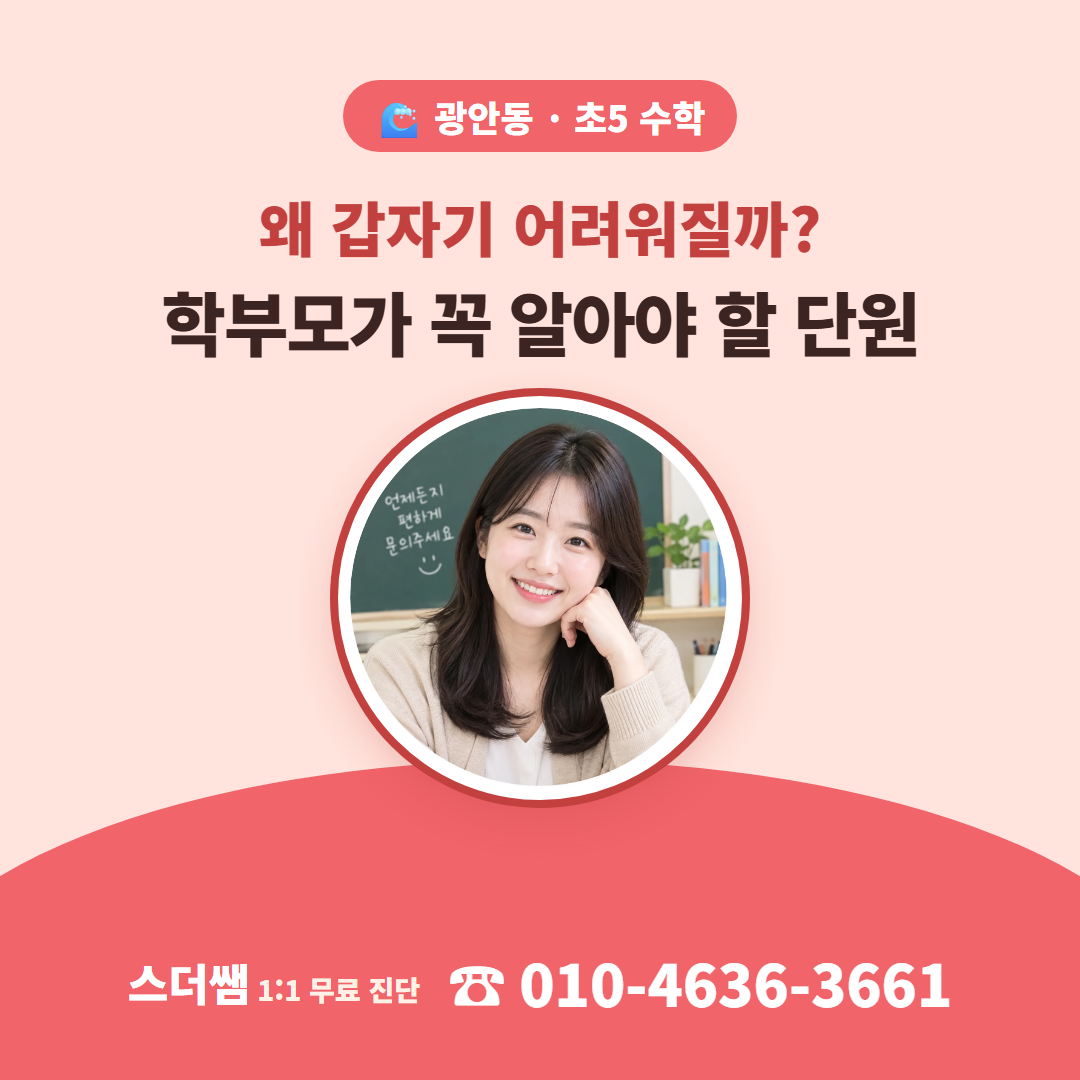 🌊 광안동 · 초5 수학
왜 갑자기 어려워질까?
학부모가 꼭 알아야 할 단원
언제든지
편하게
문의주세요
스더쌤 1:1 무료 진단 ☎ 010-4636-3661